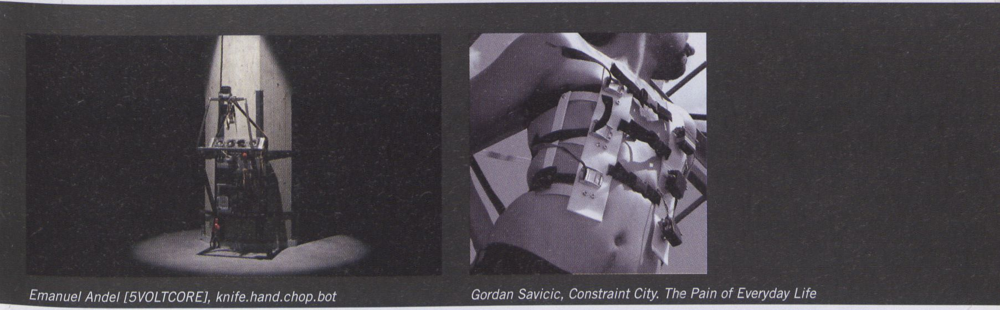 Emanuel Andel [5VOLTCORE], knife.hand.chop.bot
Gordan Savicic, Constraint City. The Pain of Everyday Life